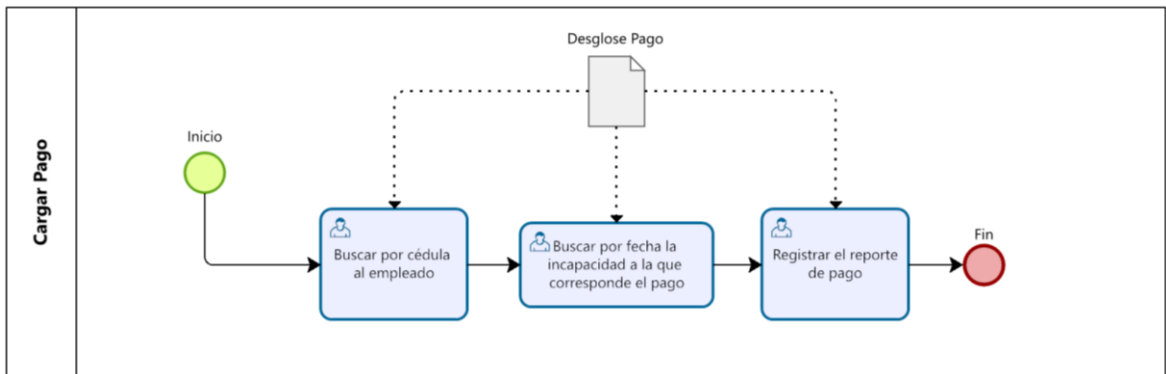 Cargar Pago
Desglose Pago
Inicio
Buscar por cédula
al empleado
Buscar por fecha la
incapacidad a la que
corresponde el pago
Registrar el reporte
de pago
Fin